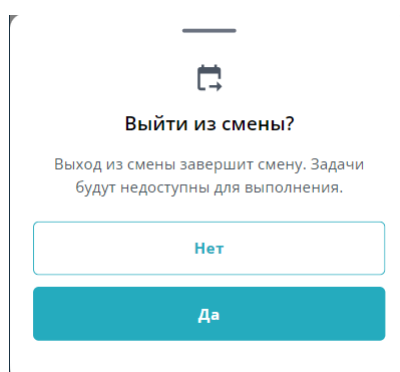 Выйти из смены?
Выход из смены завершит смену. Задачи
будут недоступны для выполнения.
Нет
Да